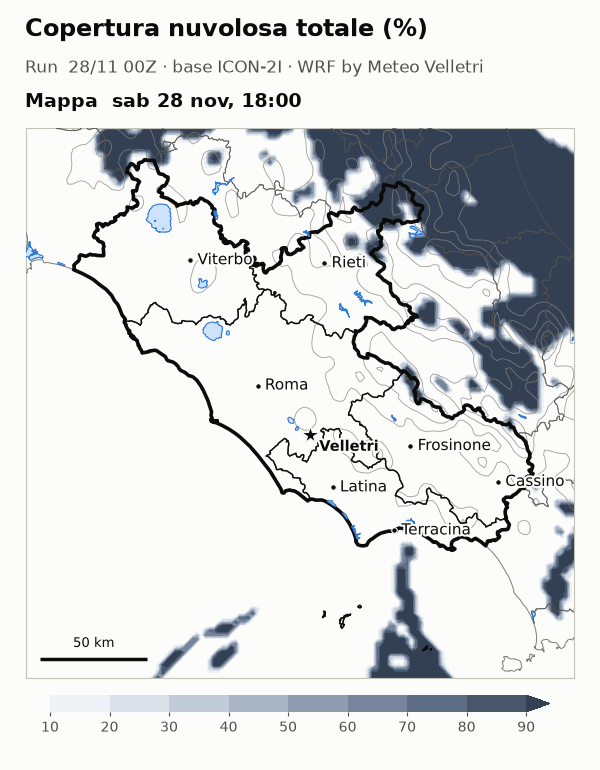 Copertura nuvolosa totale (%)
Run  28/11 00Z · base ICON-2I · WRF by Meteo Velletri
Mappa  sab 28 nov, 18:00
Viterbo
Rieti
Roma
Velletri
Frosinone
Latina
Cassino
Terracina
50 km
10 20 30 40 50 60 70 80 90